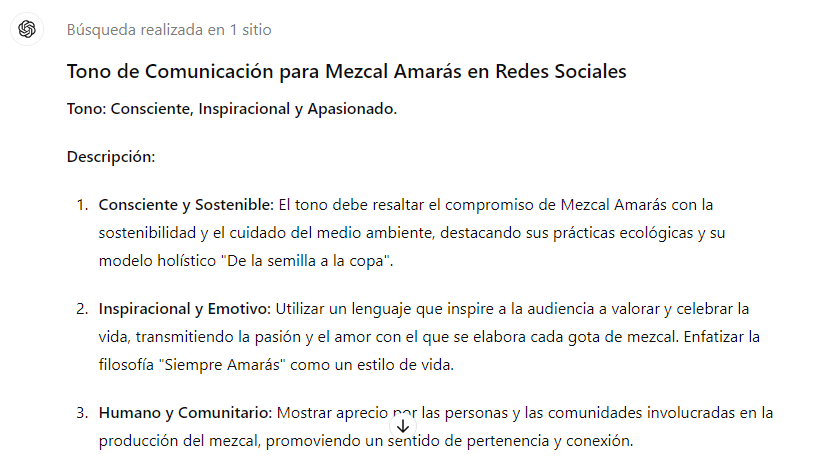 Búsqueda realizada en 1 sitio
Tono de Comunicación para Mezcal Amarás en Redes Sociales
Tono: Consciente, Inspiracional y Apasionado.
Descripción:
1. Consciente y Sostenible: El tono debe resaltar el compromiso de Mezcal Amarás con la
sostenibilidad y el cuidado del medio ambiente, destacando sus prácticas ecológicas y su
modelo holístico "De la semilla a la copa".
2. Inspiracional y Emotivo: Utilizar un lenguaje que inspire a la audiencia a valorar y celebrar la
vida, transmitiendo la pasión y el amor con el que se elabora cada gota de mezcal. Enfatizar la
filosofía "Siempre Amarás" como un estilo de vida.
3. Humano y Comunitario: Mostrar aprecio por las personas y las comunidades involucradas en la
producción del mezcal, promoviendo un sentido de pertenencia y conexión.